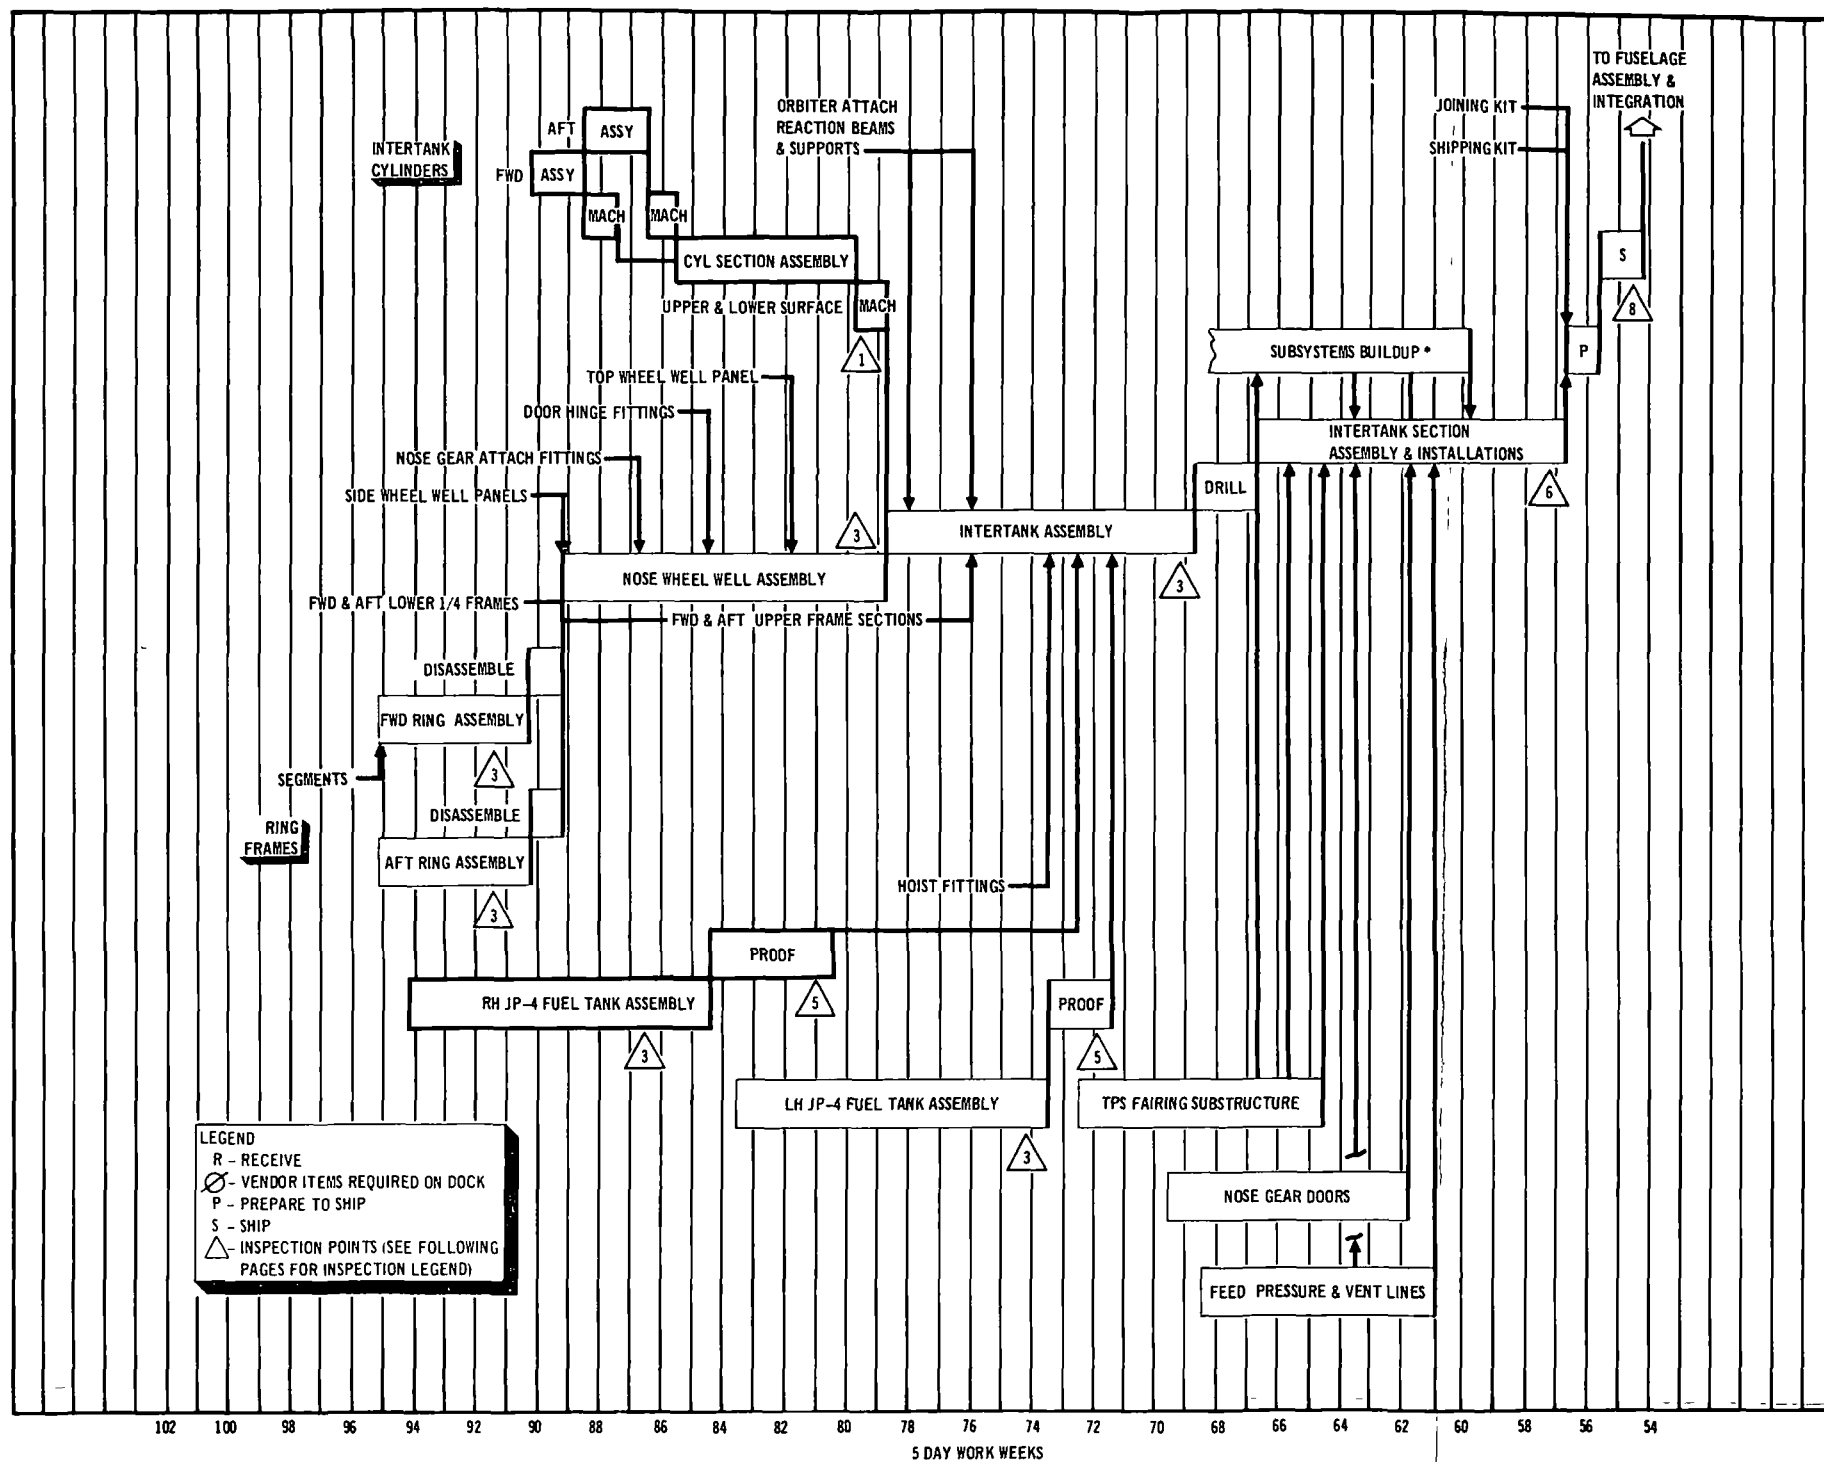 TO FUSELAGE
ASSEMBLY &
INTEGRATION
ORBITER ATTACH
REACTION BEAMS
& SUPPORTS
JOINING KIT
SHIPPING KIT
INTERTANK
CYLINDERS
AFT
ASSY
FWD
ASSY
MACH
MACH
CYL SECTION ASSEMBLY
UPPER & LOWER SURFACE
MACH
1
S
8
SUBSYSTEMS BUILDUP *
P
TOP WHEEL WELL PANEL
DOOR HINGE FITTINGS
NOSE GEAR ATTACH FITTINGS
SIDE WHEEL WELL PANELS
INTERTANK SECTION
ASSEMBLY & INSTALLATIONS
6
DRILL
3
INTERTANK ASSEMBLY
3
NOSE WHEEL WELL ASSEMBLY
FWD & AFT LOWER 1/4 FRAMES
FWD & AFT UPPER FRAME SECTIONS
DISASSEMBLE
FWD RING ASSEMBLY
3
SEGMENTS
DISASSEMBLE
RING
FRAMES
AFT RING ASSEMBLY
3
HOIST FITTINGS
PROOF
5
RH JP-4 FUEL TANK ASSEMBLY
3
PROOF
5
LH JP-4 FUEL TANK ASSEMBLY
3
TPS FAIRING SUBSTRUCTURE
NOSE GEAR DOORS
FEED PRESSURE & VENT LINES
LEGEND
R - RECEIVE
- VENDOR ITEMS REQUIRED ON DOCK
P - PREPARE TO SHIP
S - SHIP
- INSPECTION POINTS (SEE FOLLOWING
PAGES FOR INSPECTION LEGEND)
102 100 98 96 94 92 90 88 86 84 82 80 78 76 74 72 70 68 66 64 62 60 58 56 54
5 DAY WORK WEEKS